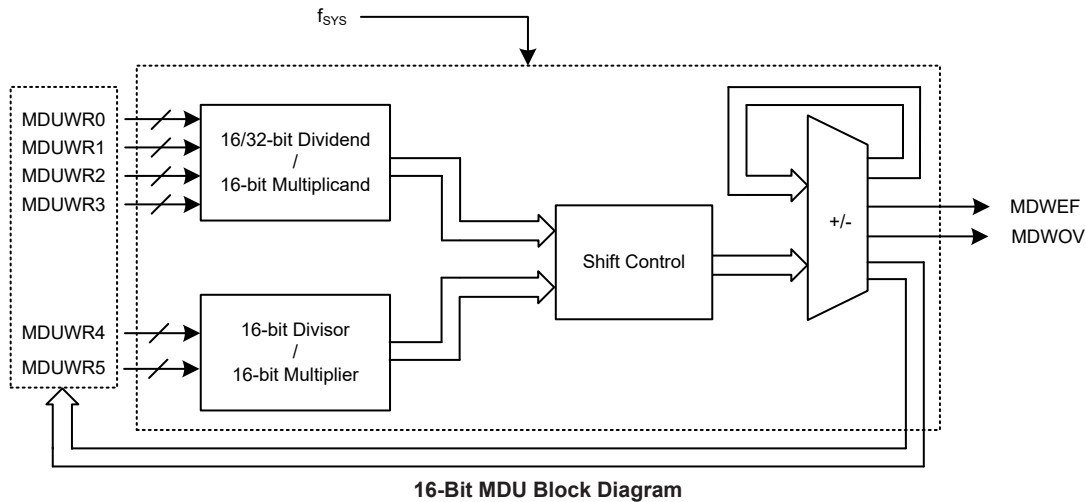 fSYS
MDUWR0
MDUWR1
MDUWR2
MDUWR3
MDUWR4
MDUWR5
16/32-bit Dividend
/
16-bit Multiplicand
16-bit Divisor
/
16-bit Multiplier
Shift Control
+/-
MDWEF
MDWOV
16-Bit MDU Block Diagram